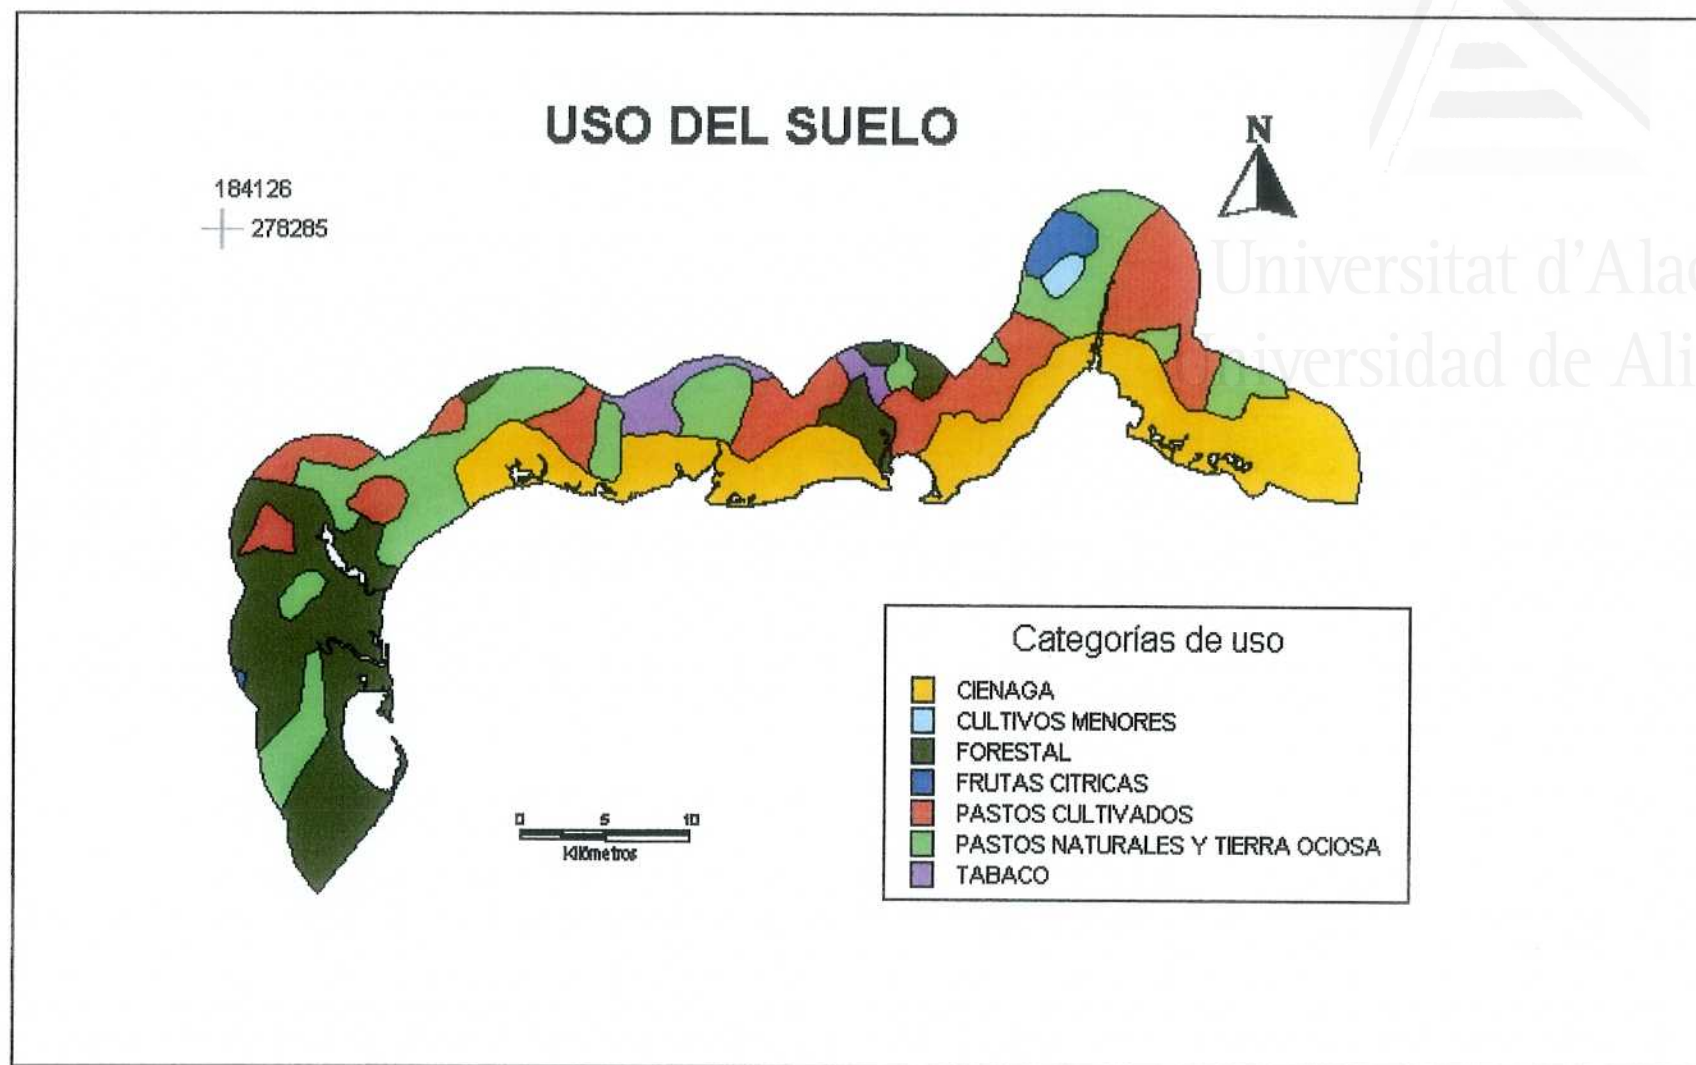 USO DEL SUELO
N
184126
278285
Universitat d'Ala
Universidad de Ali
Categorías de uso
CIENAGA
CULTIVOS MENORES
FORESTAL
FRUTAS CITRICAS
PASTOS CULTIVADOS
PASTOS NATURALES Y TIERRA OCIOSA
TABACO
0 5 10
Kilómetros